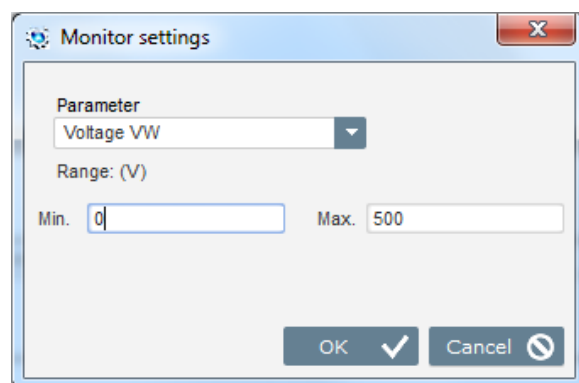 Monitor settings
Parameter
Voltage VW
Range: (V)
Min. 0 Max. 500
OK Cancel